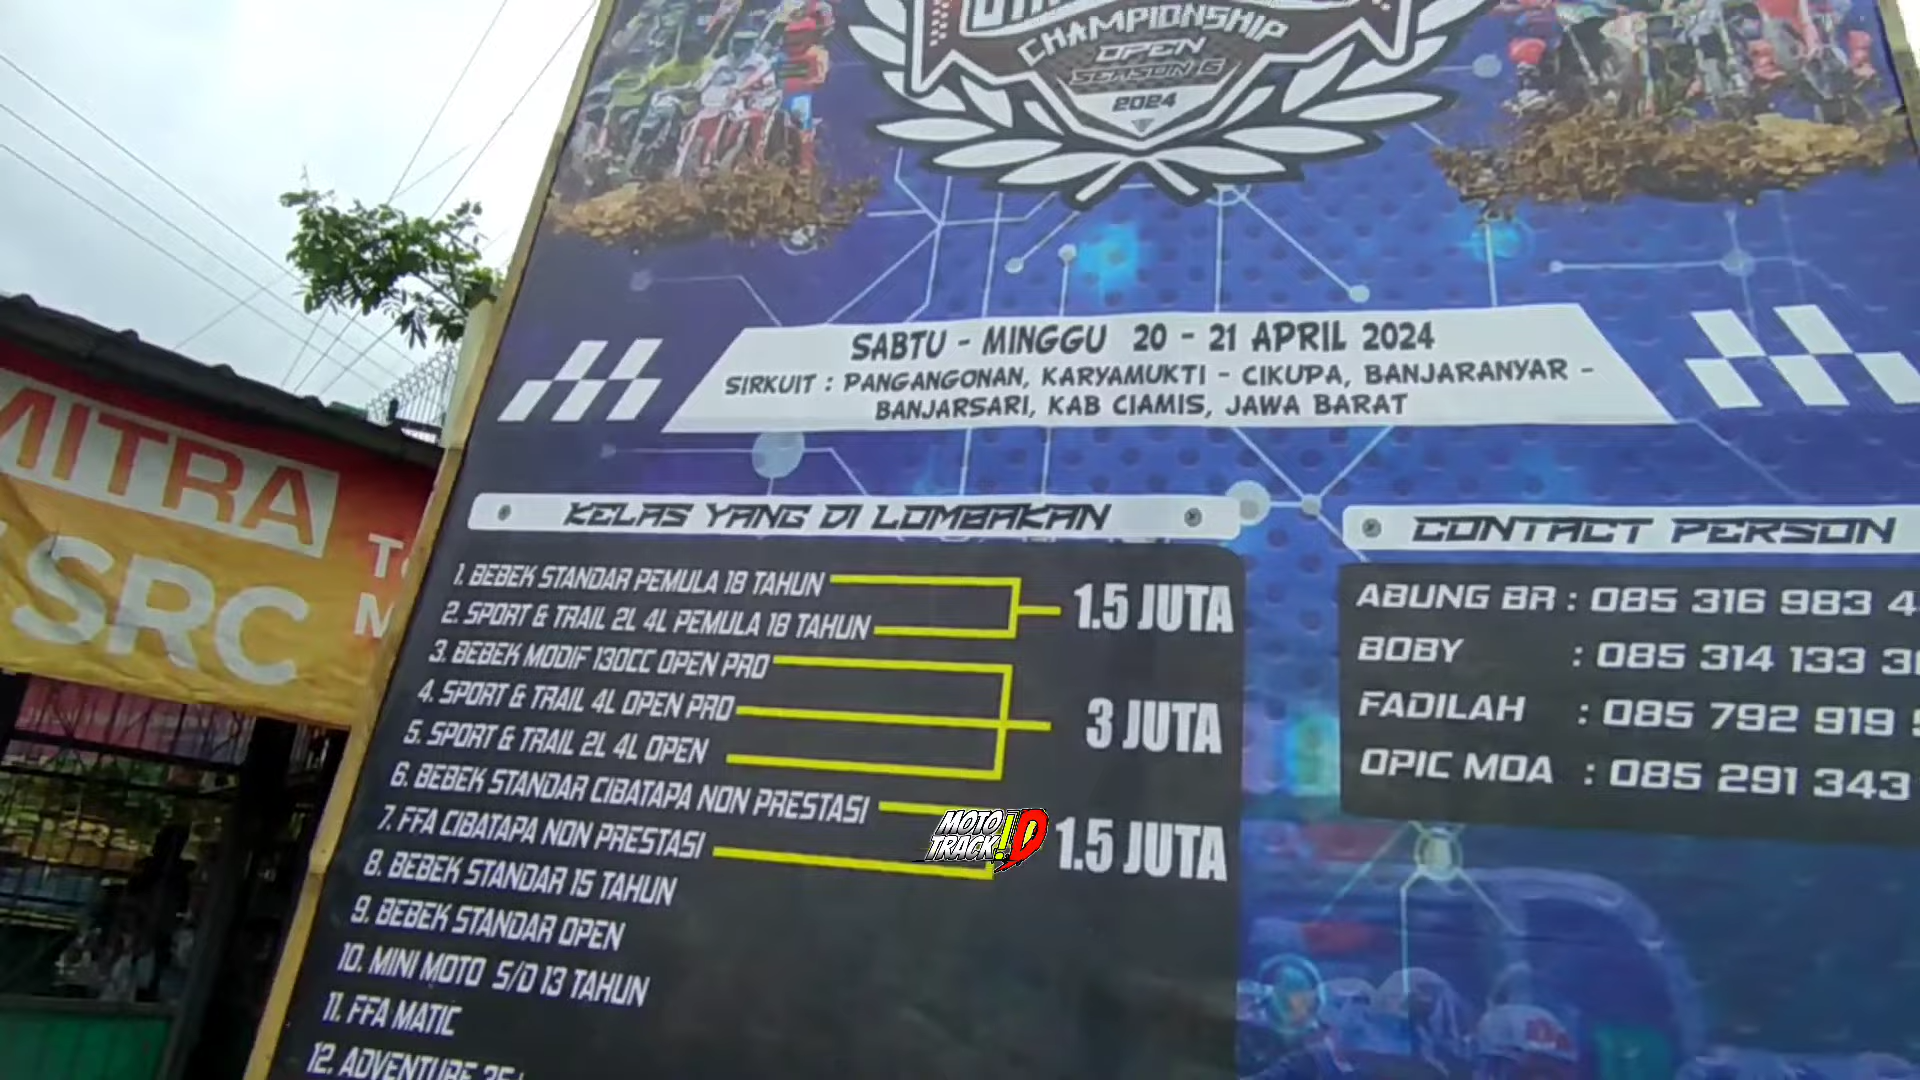 CHAMPIONSHIP
OPEN
SEASON 6
2024
SABTU - MINGGU 20 - 21 APRIL 2024
SIRKUIT : PANGANGONAN, KARYAMUKTI - CIKUPA, BANJARANYAR -
BANJARSARI, KAB CIAMIS, JAWA BARAT
MITRA
SRC
KELAS YANG DI LOMBAKAN
1. BEBEK STANDAR PEMULA 18 TAHUN
2. SPORT & TRAIL 2L 4L PEMULA 18 TAHUN
1.5 JUTA
3. BEBEK MODIF 130CC OPEN PRO
4. SPORT & TRAIL 4L OPEN PRO
5. SPORT & TRAIL 2L 4L OPEN
3 JUTA
6. BEBEK STANDAR CIBATAPA NON PRESTASI
7. FFA CIBATAPA NON PRESTASI
1.5 JUTA
8. BEBEK STANDAR 15 TAHUN
9. BEBEK STANDAR OPEN
10. MINI MOTO S/D 13 TAHUN
11. FFA MATIC
12. ADVENTURE 35+
CONTACT PERSON
ABUNG BR : 085 316 983 4
BOBY : 085 314 133 3
FADILAH : 085 792 919
OPIC MOA : 085 291 343
MOTO
TRACK!D